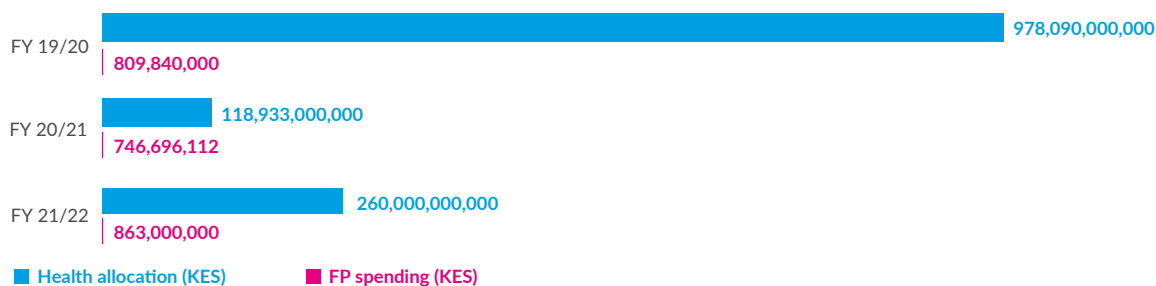 FY 19/20
978,090,000,000
809,840,000
FY 20/21
118,933,000,000
746,696,112
FY 21/22
260,000,000,000
863,000,000
Health allocation (KES) FP spending (KES)